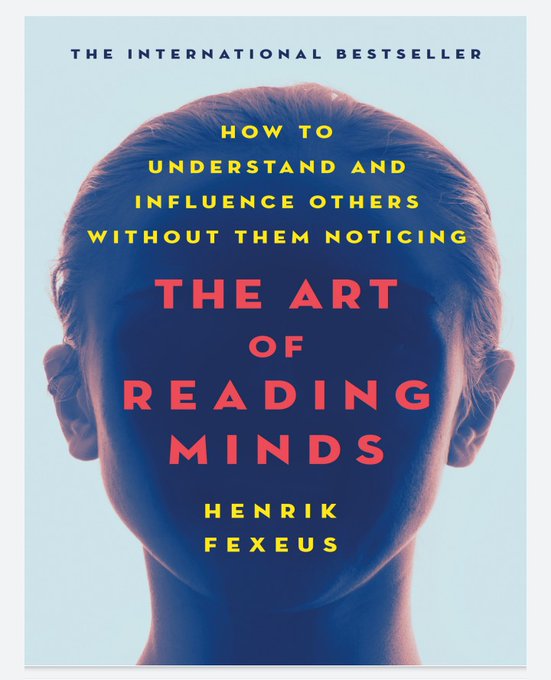 THE INTERNATIONAL BESTSELLER
HOW TO
UNDERSTAND AND
INFLUENCE OTHERS
WITHOUT THEM NOTICING
THE ART
OF
READING
MINDS
HENRIK
FEXEUS